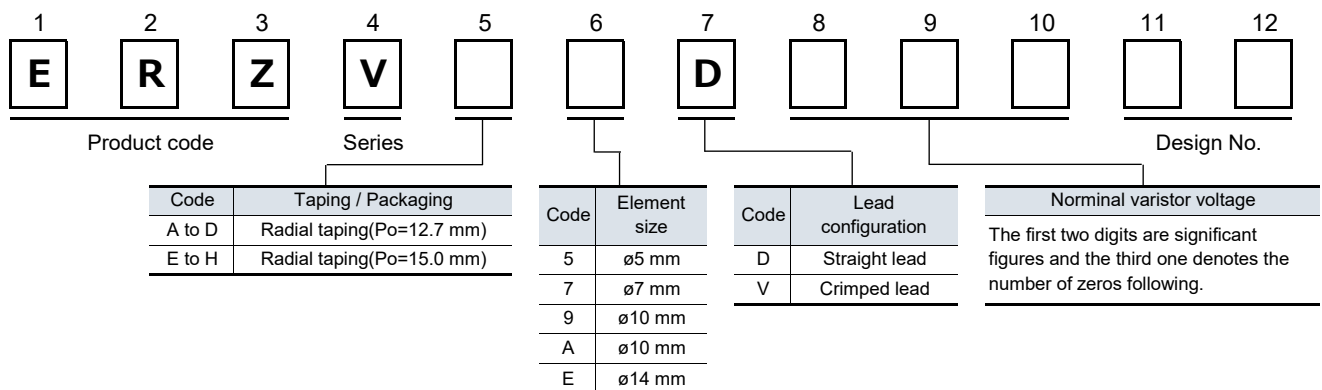 1 2 3 4 5 6 7 8 9 10 11 12
E R Z V D
Product code Series Design No.
Code Taping / Packaging
A to D Radial taping(Po=12.7 mm)
E to H Radial taping(Po=15.0 mm)
Code Element
size
5 ø5 mm
7 ø7 mm
9 ø10 mm
A ø10 mm
E ø14 mm
Code Lead
configuration
D Straight lead
V Crimped lead
Norminal varistor voltage
The first two digits are significant
figures and the third one denotes the
number of zeros following.